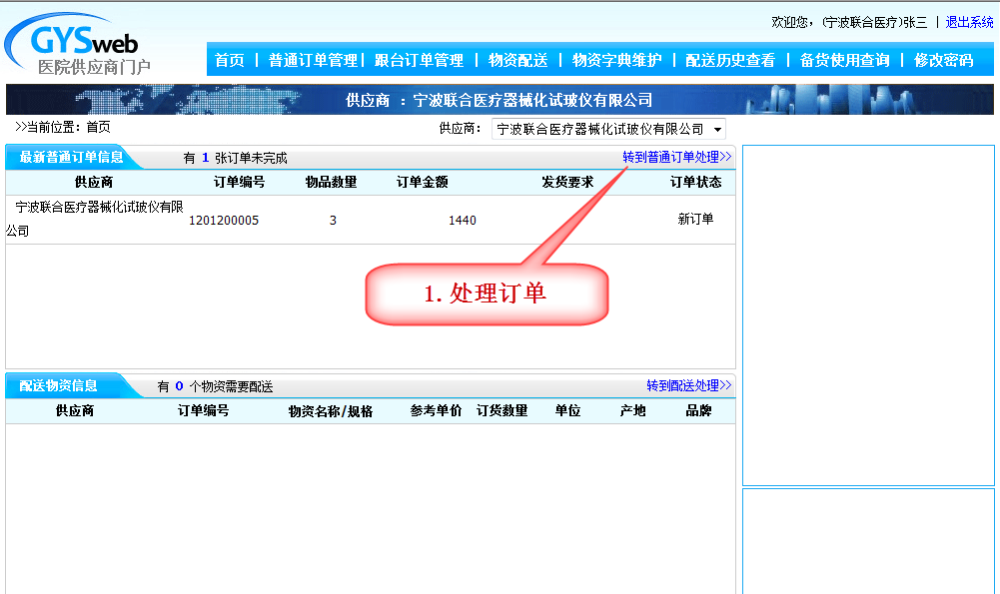 欢迎您，(宁波联合医疗)张三 | 退出系统
GYSweb
医院供应商门户
首页 | 普通订单管理 | 跟台订单管理 | 物资配送 | 物资字典维护 | 配送历史查看 | 备货使用查询 | 修改密码
供应商 ：宁波联合医疗器械化试玻仪有限公司
>>当前位置：首页
供应商： 宁波联合医疗器械化试玻仪有限公司
最新普通订单信息 有 1 张订单未完成 转到普通订单处理>>
供应商 订单编号 物品数量 订单金额 发货要求 订单状态
宁波联合医疗器械化试玻仪有限
公司 1201200005 3 1440 新订单
1.处理订单
配送物资信息 有 0 个物资需要配送 转到配送处理>>
供应商 订单编号 物资名称/规格 参考单价 订货数量 单位 产地 品牌